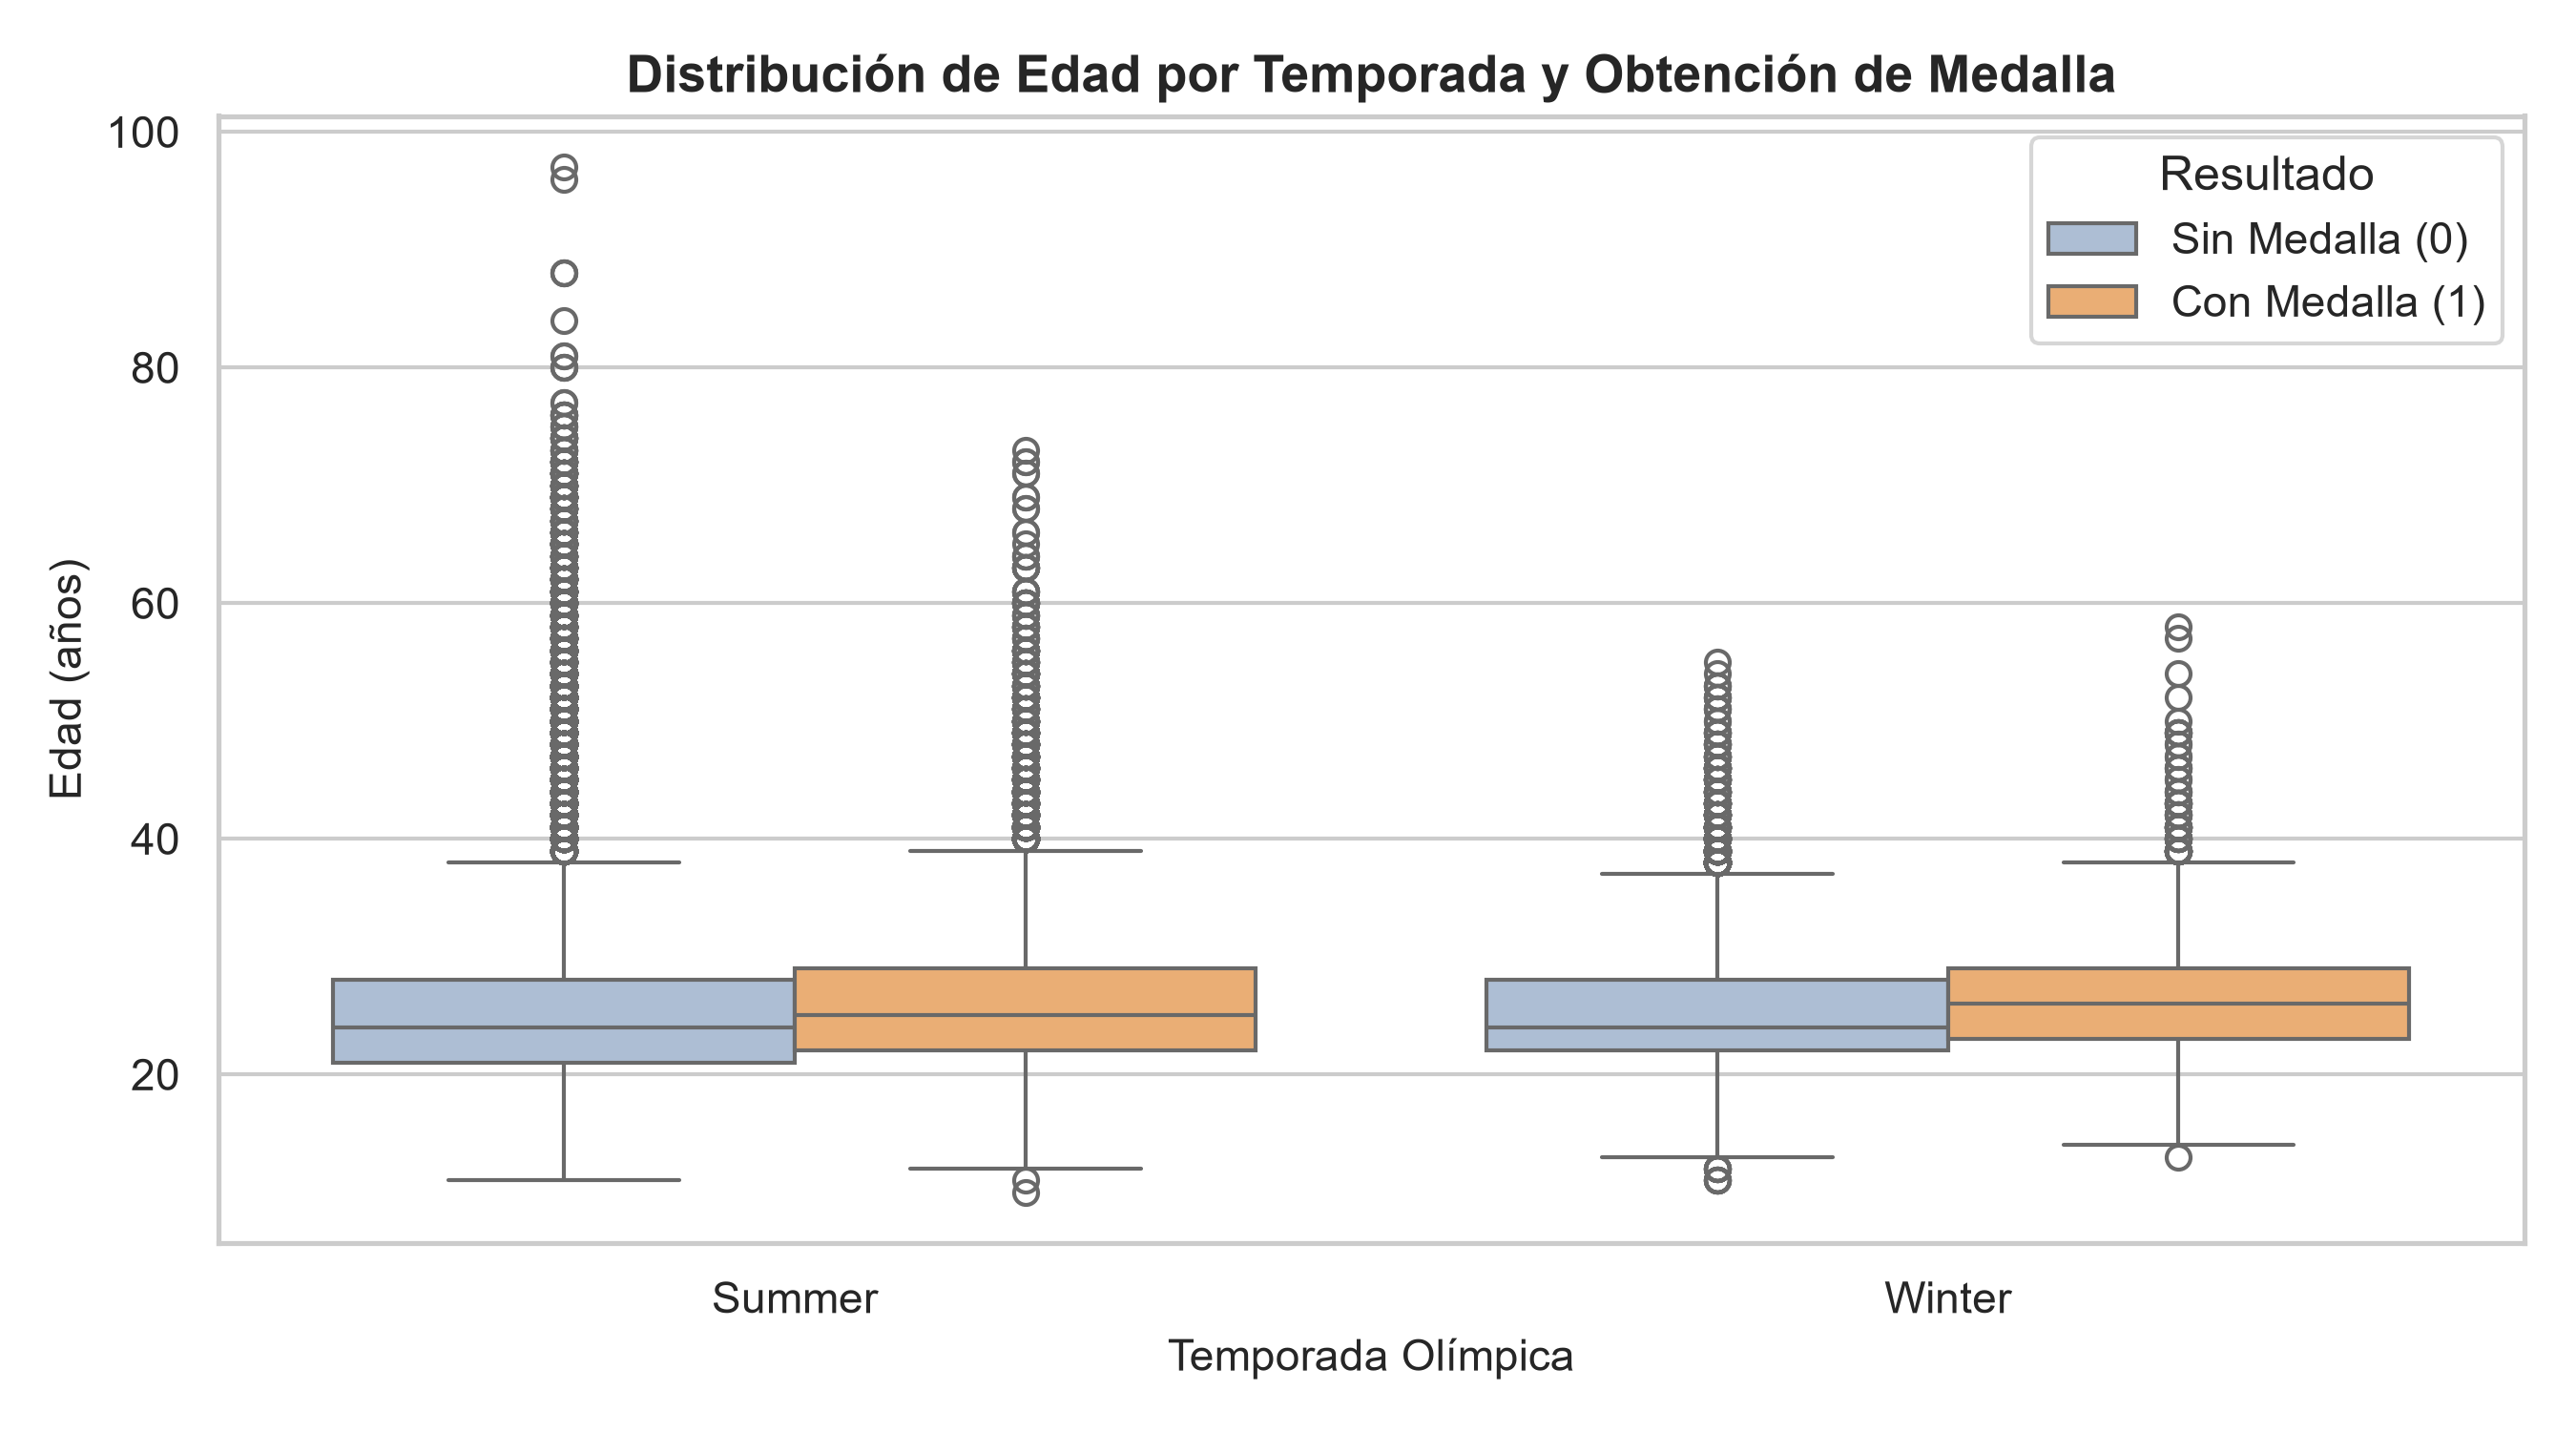 Distribución de Edad por Temporada y Obtención de Medalla
100
80
60
40
20
Edad (años)
Resultado
Sin Medalla (0)
Con Medalla (1)
Summer
Winter
Temporada Olímpica